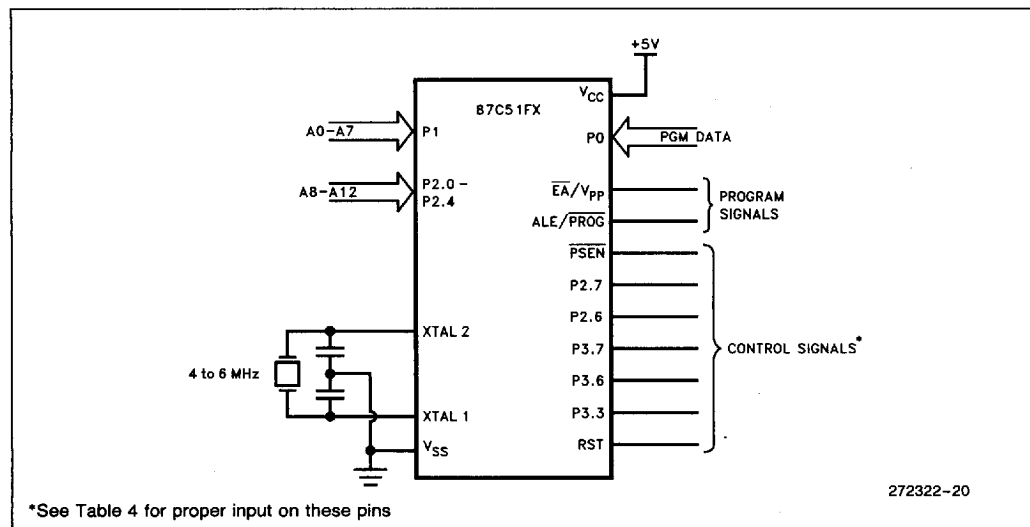 +5V
87C51FX
VCC
A0-A7
P1
P0
PGM DATA
A8-A12
P2.0 -
P2.4
EA/VPP
ALE/PROG
PROGRAM
SIGNALS
PSEN
P2.7
P2.6
P3.7
P3.6
P3.3
RST
CONTROL SIGNALS*
XTAL 2
4 to 6 MHz
XTAL 1
VSS
272322-20
*See Table 4 for proper input on these pins